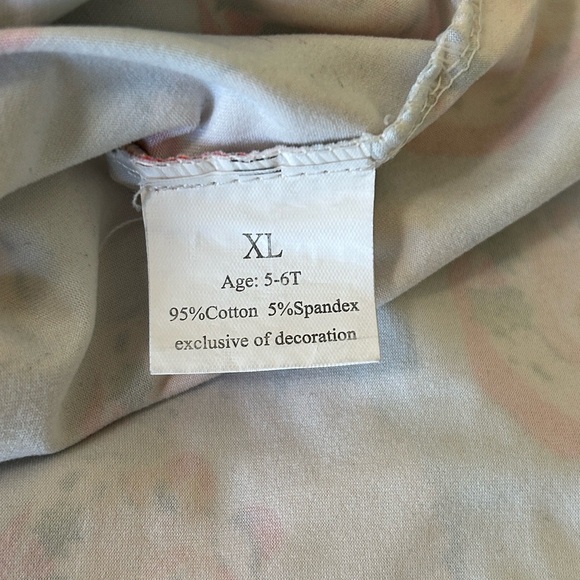 XL
Age: 5-6T
95%Cotton 5%Spandex
exclusive of decoration